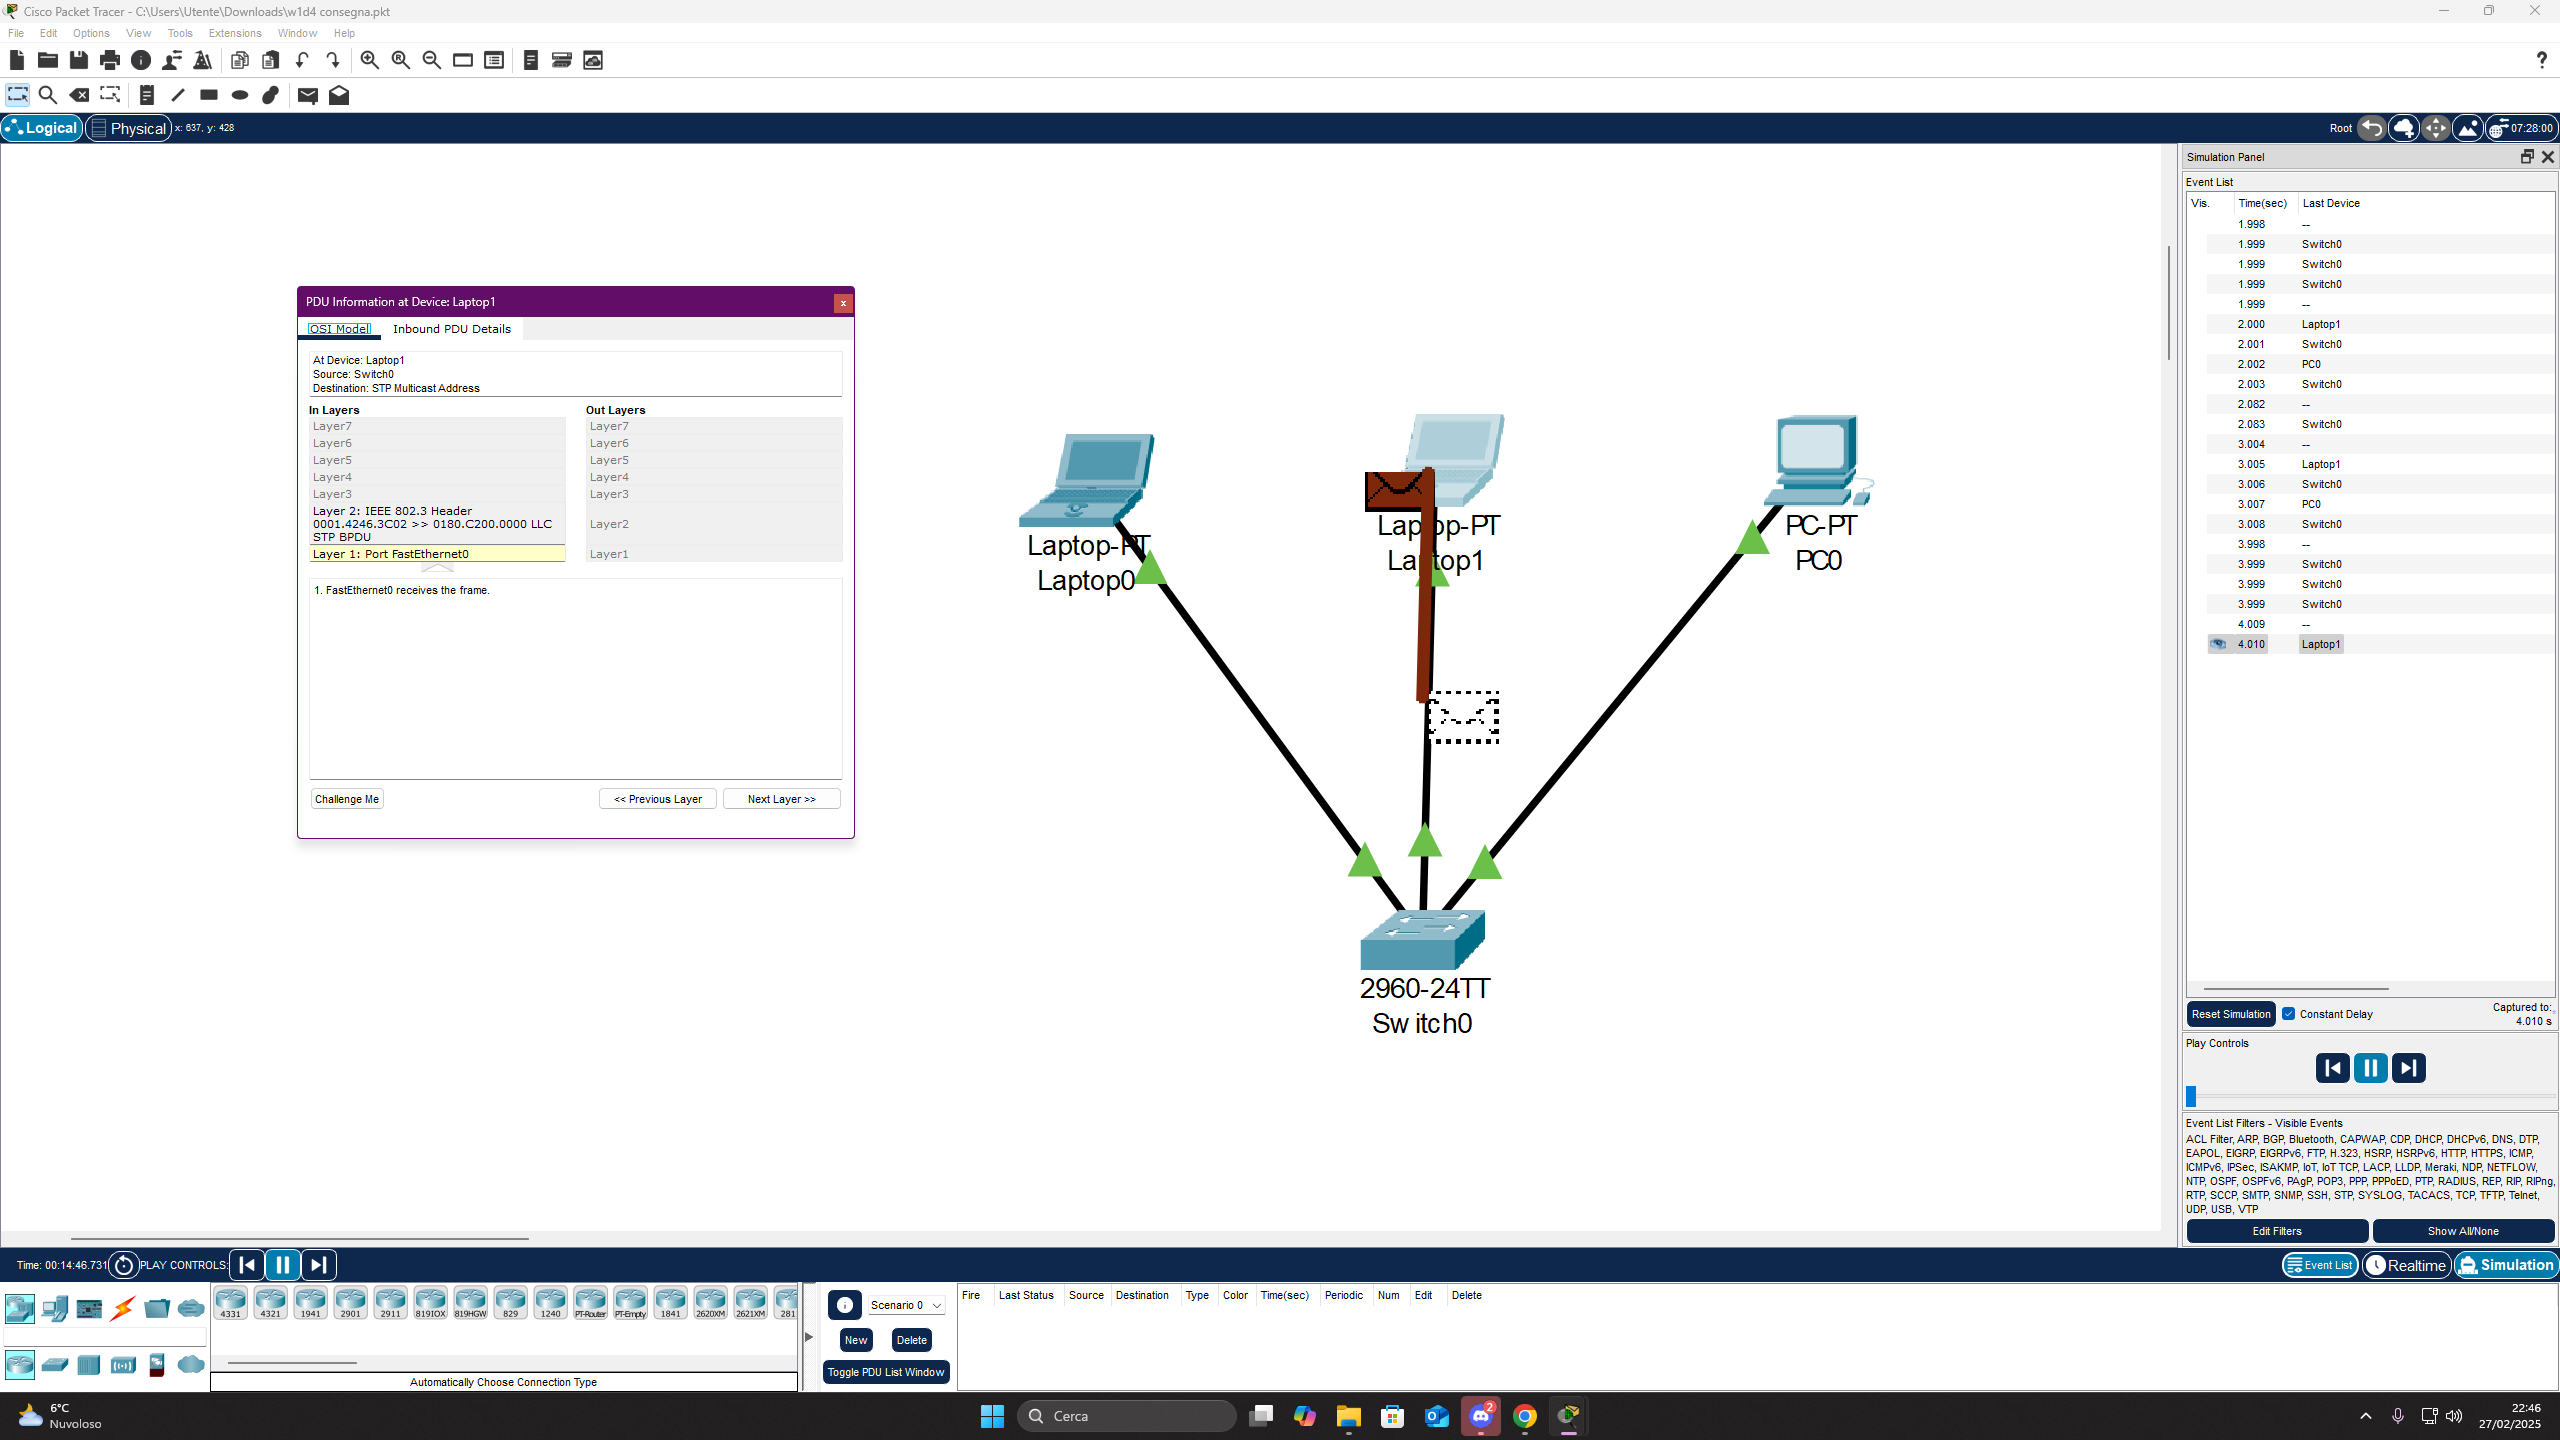 Cisco Packet Tracer - C:\Users\Utente\Downloads\w1d4 consegna.pkt
File Edit Options View Tools Extensions Window Help
Logical Physical x: 637, y: 428 Root 07:28:00
Simulation Panel
Event List
Vis. Time(sec) Last Device
1.998 --
1.999 Switch0
1.999 Switch0
1.999 Switch0
1.999 --
2.000 Laptop1
2.001 Switch0
2.002 PC0
2.003 Switch0
2.082 --
2.083 Switch0
3.004 --
3.005 Laptop1
3.006 Switch0
3.007 PC0
3.008 Switch0
3.998 --
3.999 Switch0
3.999 Switch0
3.999 Switch0
4.009 --
4.010 Laptop1
PDU Information at Device: Laptop1
x
OSI Model Inbound PDU Details
At Device: Laptop1
Source: Switch0
Destination: STP Multicast Address
In Layers Out Layers
Layer7 Layer7
Layer6 Layer6
Layer5 Layer5
Layer4 Layer4
Layer3 Layer3
Layer 2: IEEE 802.3 Header
0001.4246.3C02 >> 0180.C200.0000 LLC
STP BPDU
Layer2
Layer 1: Port FastEthernet0 Layer1
1. FastEthernet0 receives the frame.
Challenge Me << Previous Layer Next Layer >>
Laptop-PT
Laptop0
Laptop-PT
Laptop1
PC-PT
PC0
2960-24TT
Switch0
Reset Simulation Constant Delay Captured to:
4.010 s
Play Controls
Event List Filters - Visible Events
ACL Filter, ARP, BGP, Bluetooth, CAPWAP, CDP, DHCP, DHCPv6, DNS, DTP,
EAPOL, EIGRP, EIGRPv6, FTP, H.323, HSRP, HSRPv6, HTTP, HTTPS, ICMP,
ICMPv6, IPSec, ISAKMP, IoT, IoT TCP, LACP, LLDP, Meraki, NDP, NETFLOW,
NTP, OSPF, OSPFv6, PAgP, POP3, PPP, PPPoED, PTP, RADIUS, REP, RIP, RIPng,
RTP, SCCP, SMTP, SNMP, SSH, STP, SYSLOG, TACACS, TCP, TFTP, Telnet,
UDP, USB, VTP
Edit Filters Show All/None
Time: 00:14:46.731 PLAY CONTROLS: Event List Realtime Simulation
4331 4321 1941 2901 2911 819IOX 819HGW 829 1240 PT-Router PT-Empty 1841 2620XM 2621XM 281
Automatically Choose Connection Type
Scenario 0
New Delete
Toggle PDU List Window
Fire Last Status Source Destination Type Color Time(sec) Periodic Num Edit Delete
6°C
Nuvoloso
Cerca
2
22:46
27/02/2025